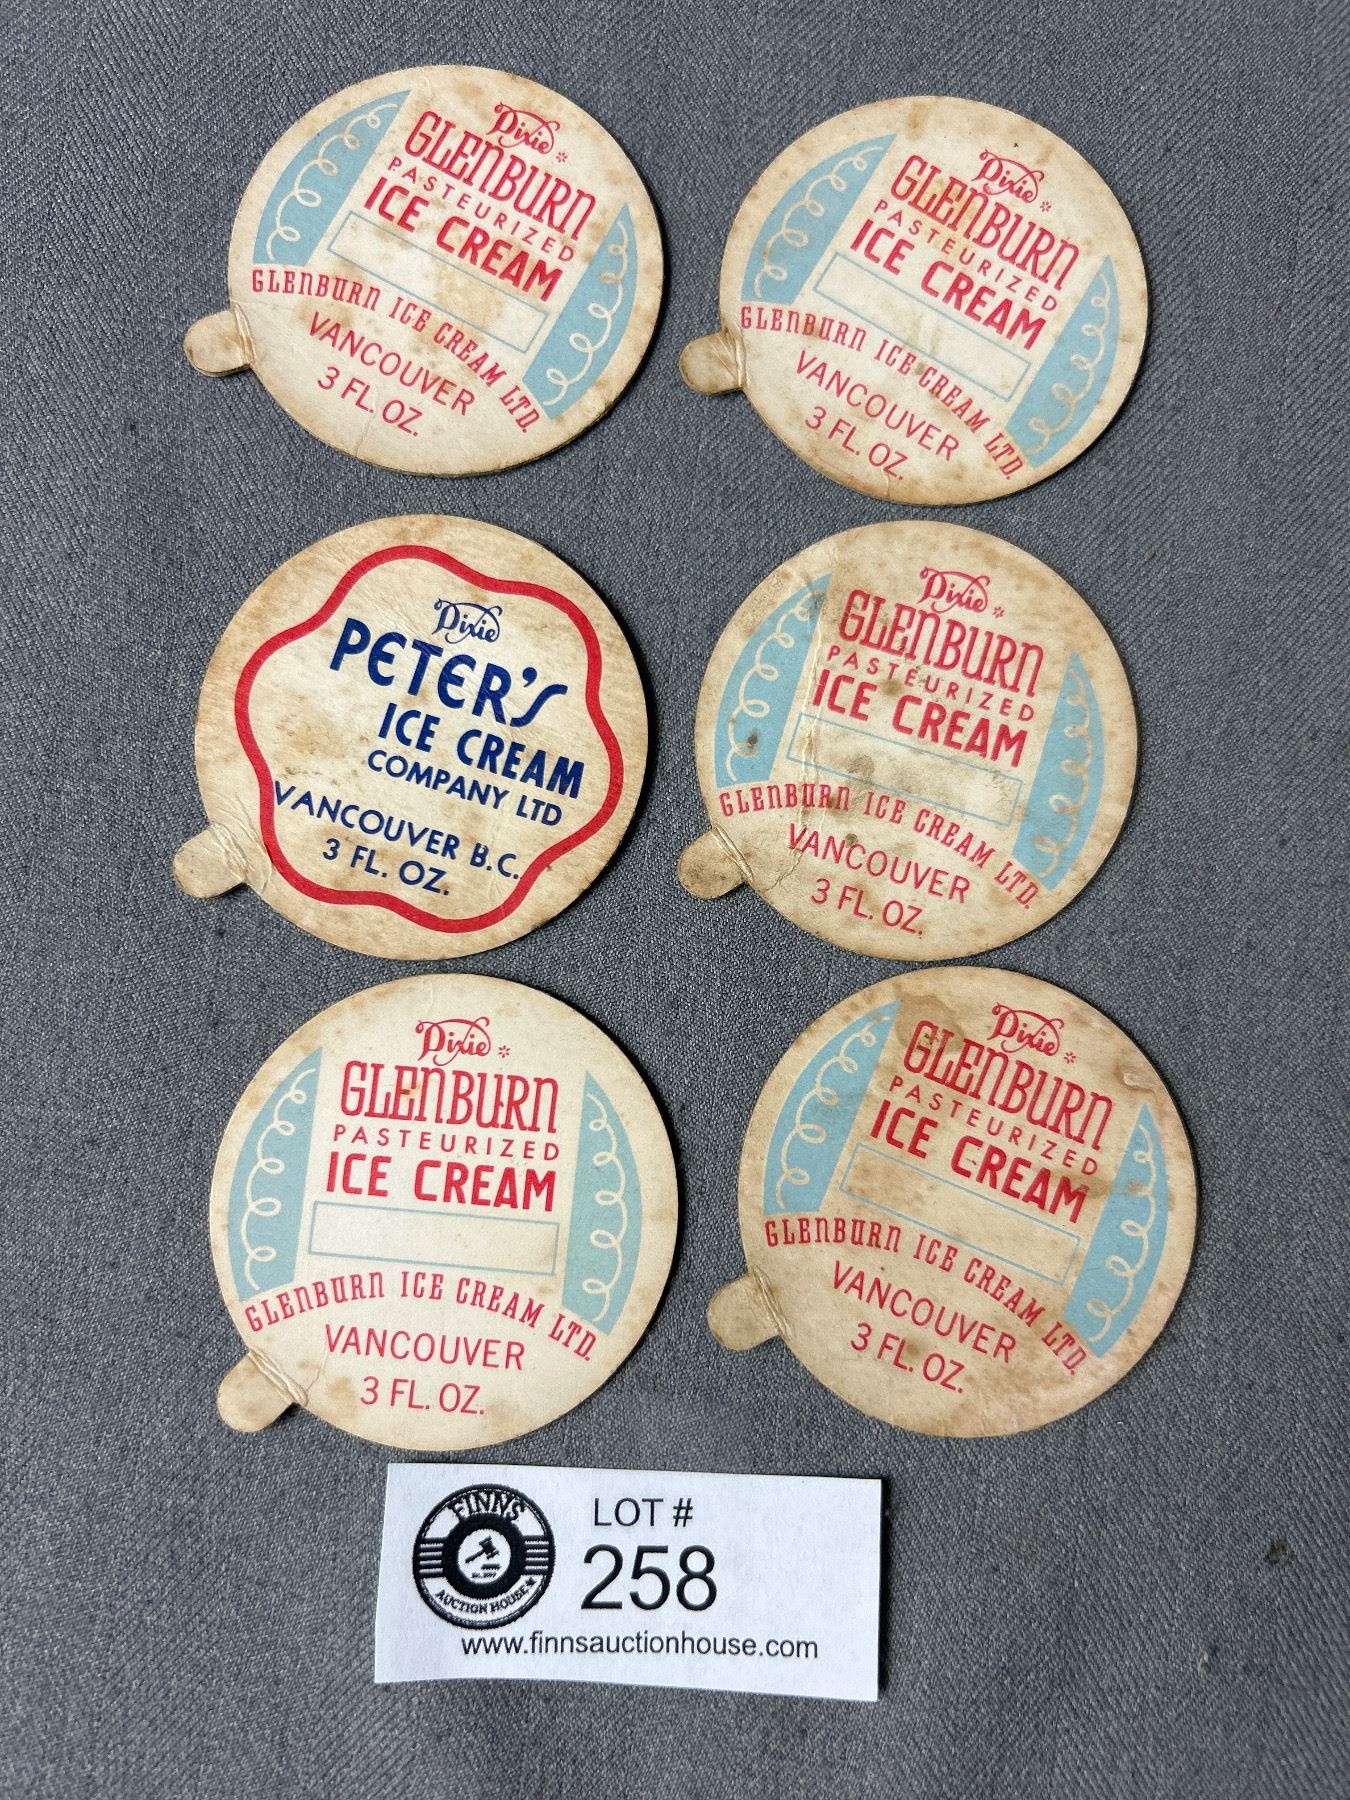 Dixie
GLENBURN
PASTEURIZED
ICE CREAM
GLENBURN ICE CREAM LTD.
VANCOUVER
3 FL. OZ.
Dixie
GLENBURN
PASTEURIZED
ICE CREAM
GLENBURN ICE CREAM LTD.
VANCOUVER
3 FL. OZ.
Dixie
PETER'S
ICE CREAM
COMPANY LTD
VANCOUVER B.C.
3 FL. OZ.
Dixie
GLENBURN
PASTEURIZED
ICE CREAM
GLENBURN ICE CREAM LTD.
VANCOUVER
3 FL. OZ.
Dixie
GLENBURN
PASTEURIZED
ICE CREAM
GLENBURN ICE CREAM LTD.
VANCOUVER
3 FL. OZ.
Dixie
GLENBURN
PASTEURIZED
ICE CREAM
GLENBURN ICE CREAM LTD.
VANCOUVER
3 FL. OZ.
FINNS
AUCTION HOUSE
LOT #
258
www.finnsauctionhouse.com